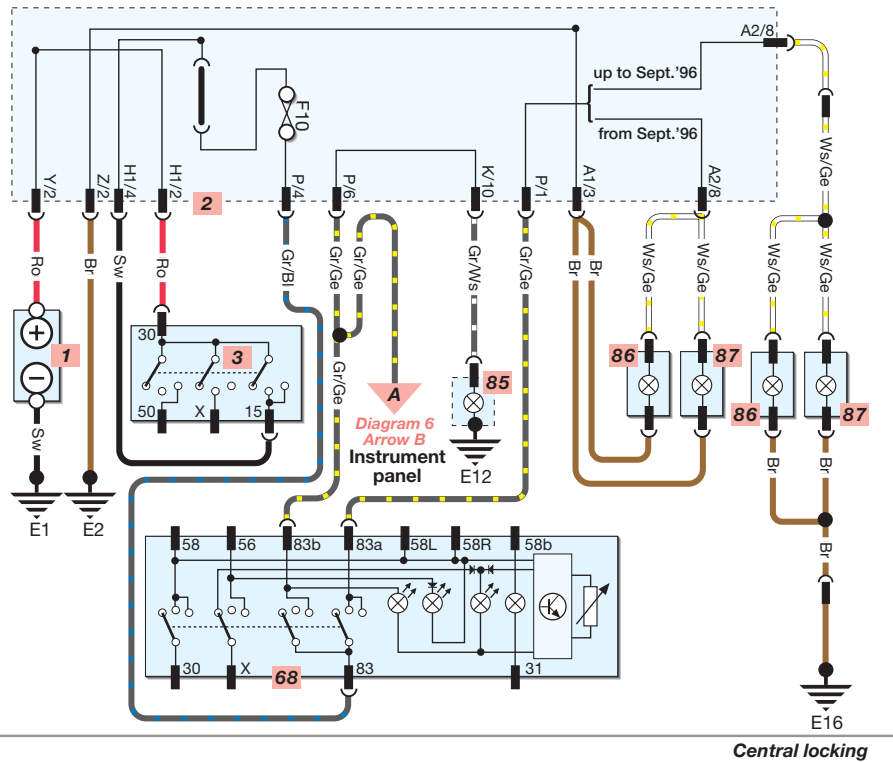 A2/8
up to Sept.'96
F10
from Sept.'96
Y/2
Z/2
H1/4
H1/2
2
P/4
P/6
K/10
P/1
A1/3
A2/8
Ws/Ge
Ro
Br
Sw
Ro
Gr/Bl
Gr/Ge
Gr/Ge
Gr/Ws
Gr/Ge
Br
Br
Ws/Ge
Ws/Ge
Ws/Ge
Ws/Ge
+
1
−
30
3
50
X
15
Gr/Ge
A
Diagram 6
Arrow B
Instrument
panel
85
E12
86
87
86
87
Sw
E1
E2
Br
Br
Br
58
56
83b
83a
58L
58R
58b
30
X
68
83
31
E16
Central locking